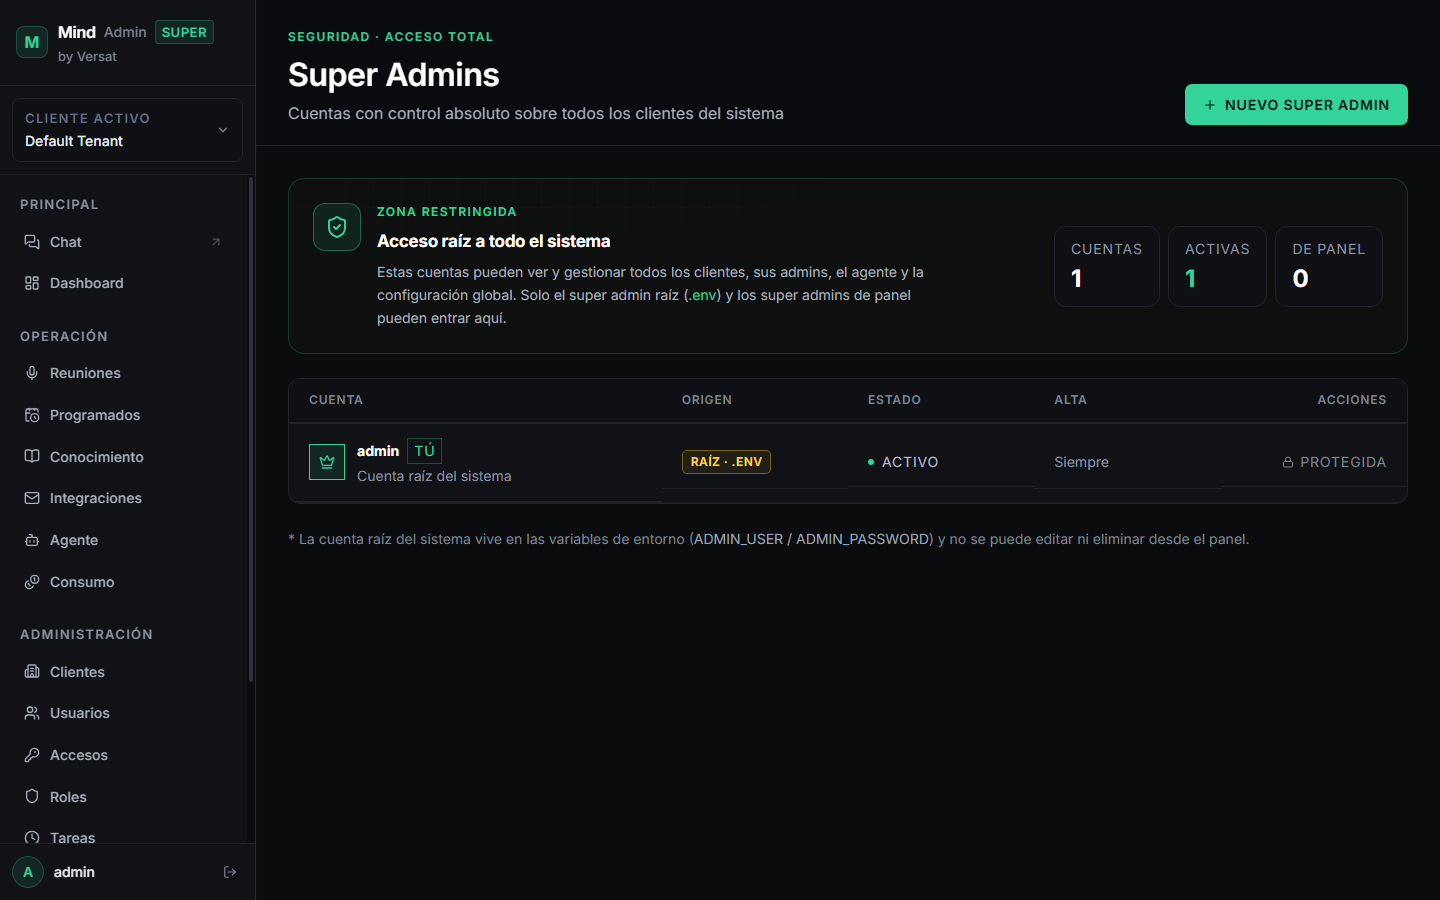 M
Mind Admin SUPER
by Versat
CLIENTE ACTIVO
Default Tenant
PRINCIPAL
Chat
Dashboard
OPERACIÓN
Reuniones
Programados
Conocimiento
Integraciones
Agente
Consumo
ADMINISTRACIÓN
Clientes
Usuarios
Accesos
Roles
Tareas
A admin
SEGURIDAD · ACCESO TOTAL
Super Admins
Cuentas con control absoluto sobre todos los clientes del sistema
+ NUEVO SUPER ADMIN
ZONA RESTRINGIDA
Acceso raíz a todo el sistema
Estas cuentas pueden ver y gestionar todos los clientes, sus admins, el agente y la
configuración global. Solo el super admin raíz (.env) y los super admins de panel
pueden entrar aquí.
CUENTAS ACTIVAS DE PANEL
1 1 0
CUENTA ORIGEN ESTADO ALTA ACCIONES
admin TÚ
Cuenta raíz del sistema
RAÍZ · .ENV ACTIVO Siempre PROTEGIDA
* La cuenta raíz del sistema vive en las variables de entorno (ADMIN_USER / ADMIN_PASSWORD) y no se puede editar ni eliminar desde el panel.